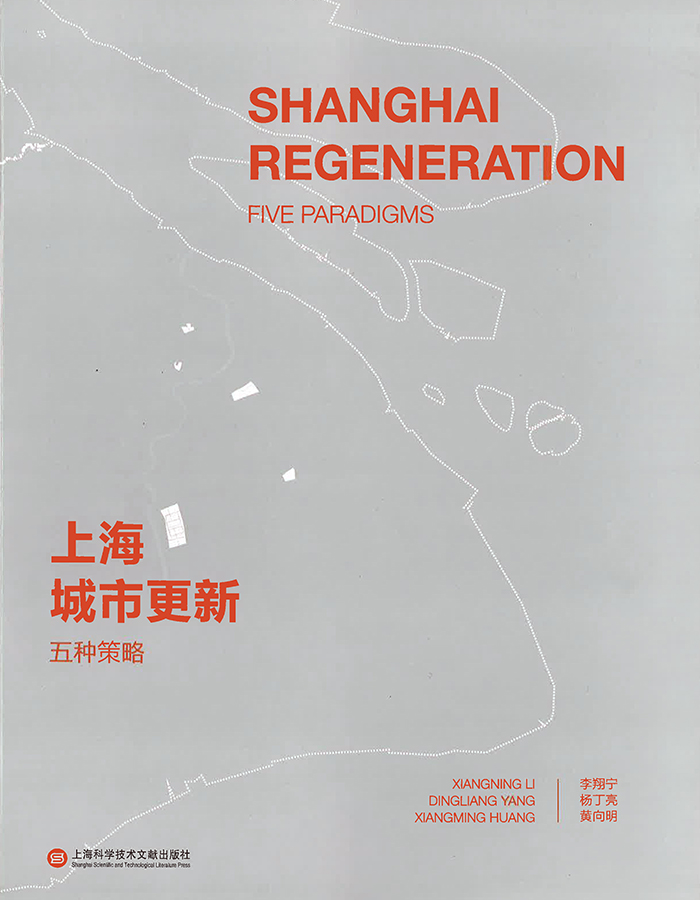 SHANGHAI
REGENERATION
FIVE PARADIGMS
上海
城市更新
五种策略
XIANGNING LI
DINGLIANG YANG
XIANGMING HUANG
李翔宁
杨丁亮
黄向明
上海科学技术文献出版社
Shanghai Scientific and Technological Literature Press